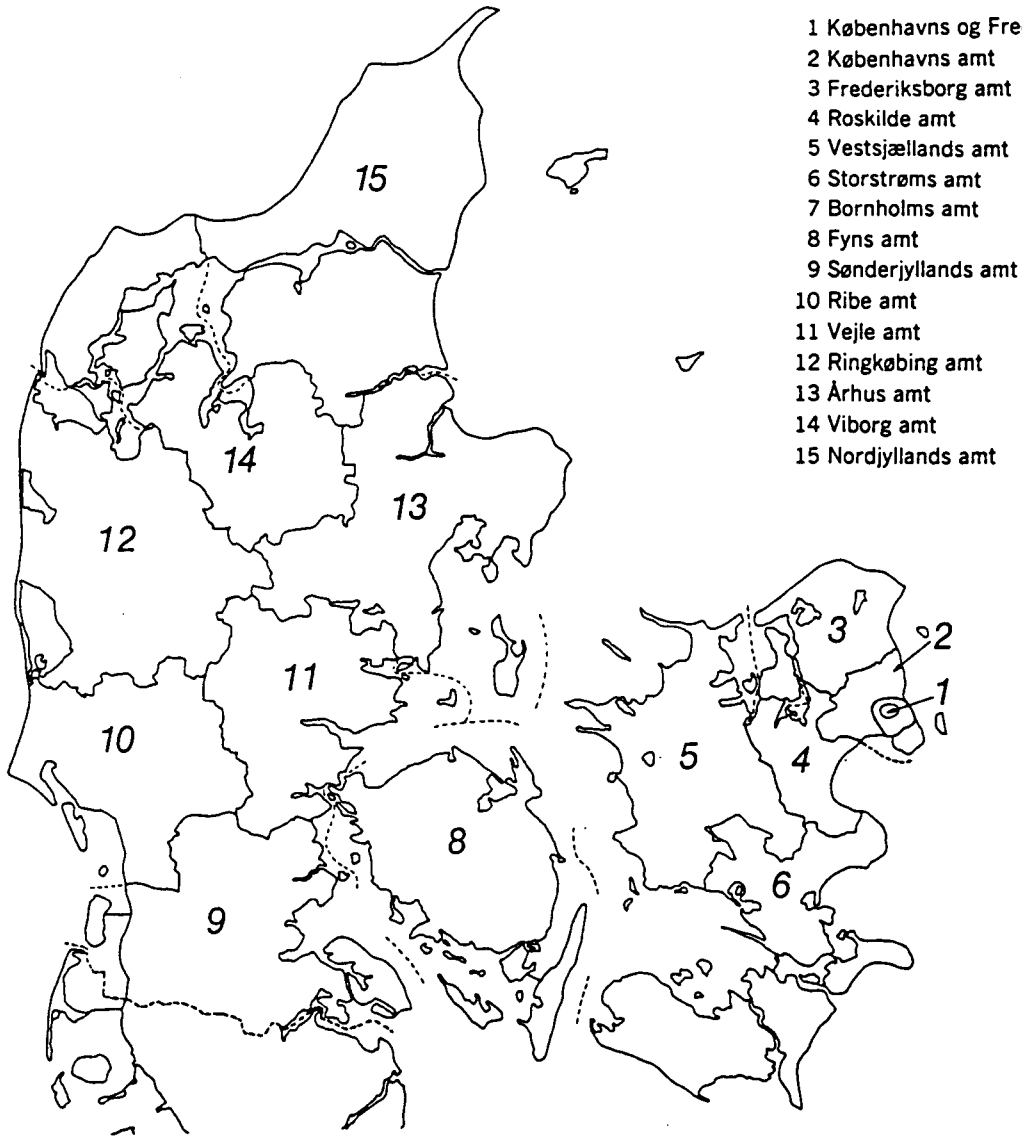 1 Københavns og Fre
2 Københavns amt
3 Frederiksborg amt
4 Roskilde amt
5 Vestsjællands amt
6 Storstrøms amt
7 Bornholms amt
8 Fyns amt
9 Sønderjyllands amt
10 Ribe amt
11 Vejle amt
12 Ringkøbing amt
13 Århus amt
14 Viborg amt
15 Nordjyllands amt
15
14
13
12
3
2
11
1
10
5
4
8
6
9